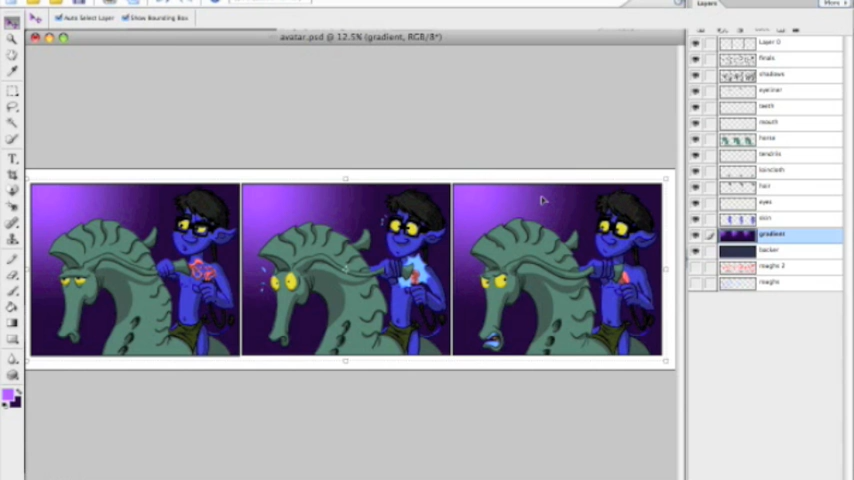 Layers
More
Auto Select Layer
Show Bounding Box
avatar.psd @ 12.5% (gradient, RGB/8*)
Layer 0
finals
shadows
eyeliner
teeth
mouth
horse
tendrils
loincloth
hair
eyes
skin
gradient
backer
roughs 2
roughs
T